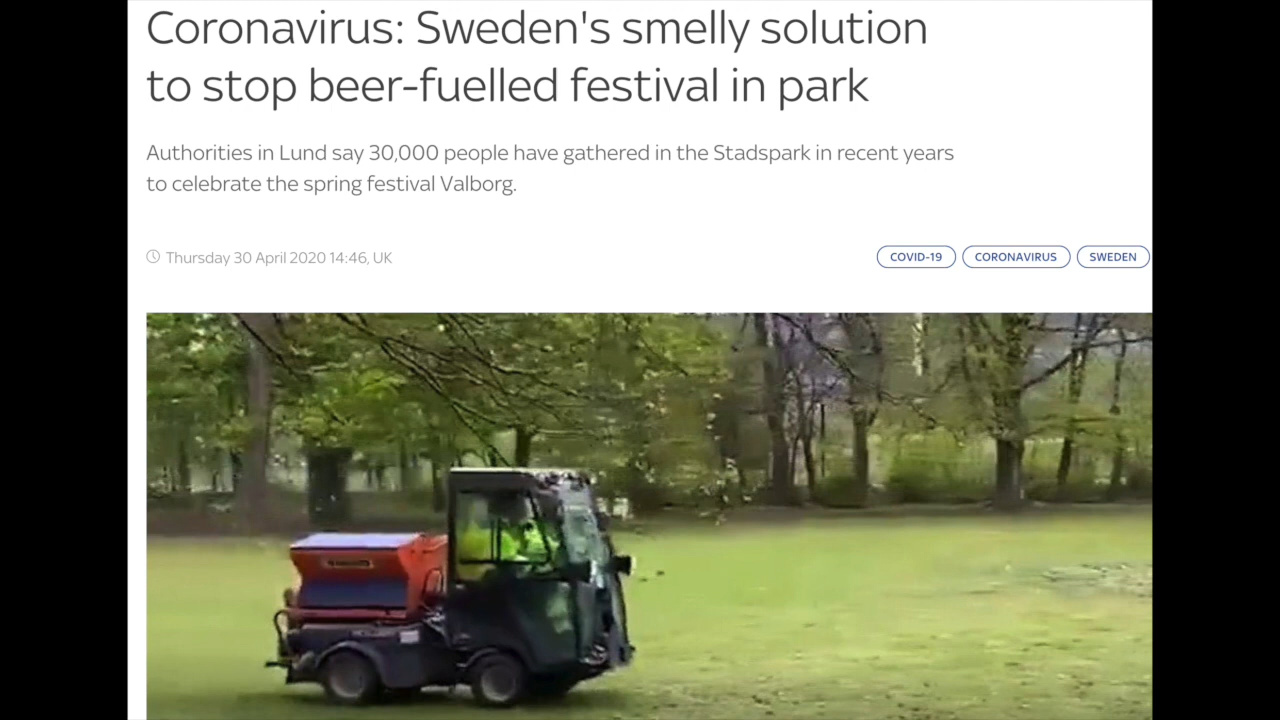 Coronavirus: Sweden's smelly solution
to stop beer-fuelled festival in park
Authorities in Lund say 30,000 people have gathered in the Stadspark in recent years
to celebrate the spring festival Valborg.
Thursday 30 April 2020 14:46, UK
COVID-19
CORONAVIRUS
SWEDEN